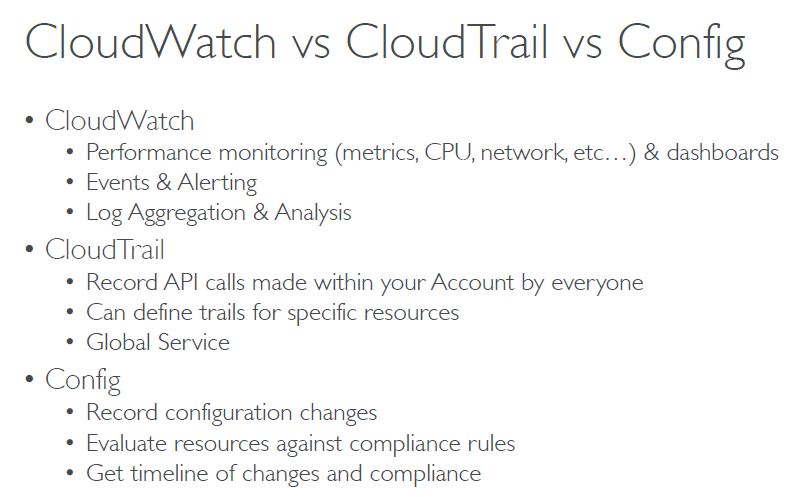 CloudWatch vs CloudTrail vs Config
• CloudWatch
• Performance monitoring (metrics, CPU, network, etc…) & dashboards
• Events & Alerting
• Log Aggregation & Analysis
• CloudTrail
• Record API calls made within your Account by everyone
• Can define trails for specific resources
• Global Service
• Config
• Record configuration changes
• Evaluate resources against compliance rules
• Get timeline of changes and compliance